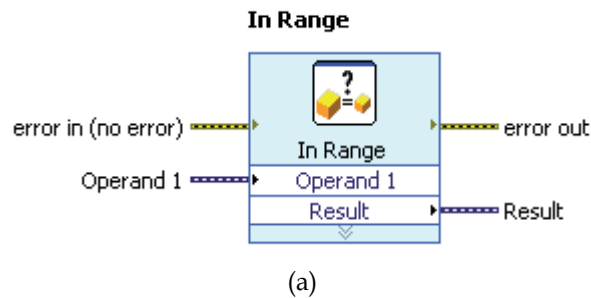 In Range
?
=
error in (no error)
error out
In Range
Operand 1
Operand 1
Result
Result
(a)